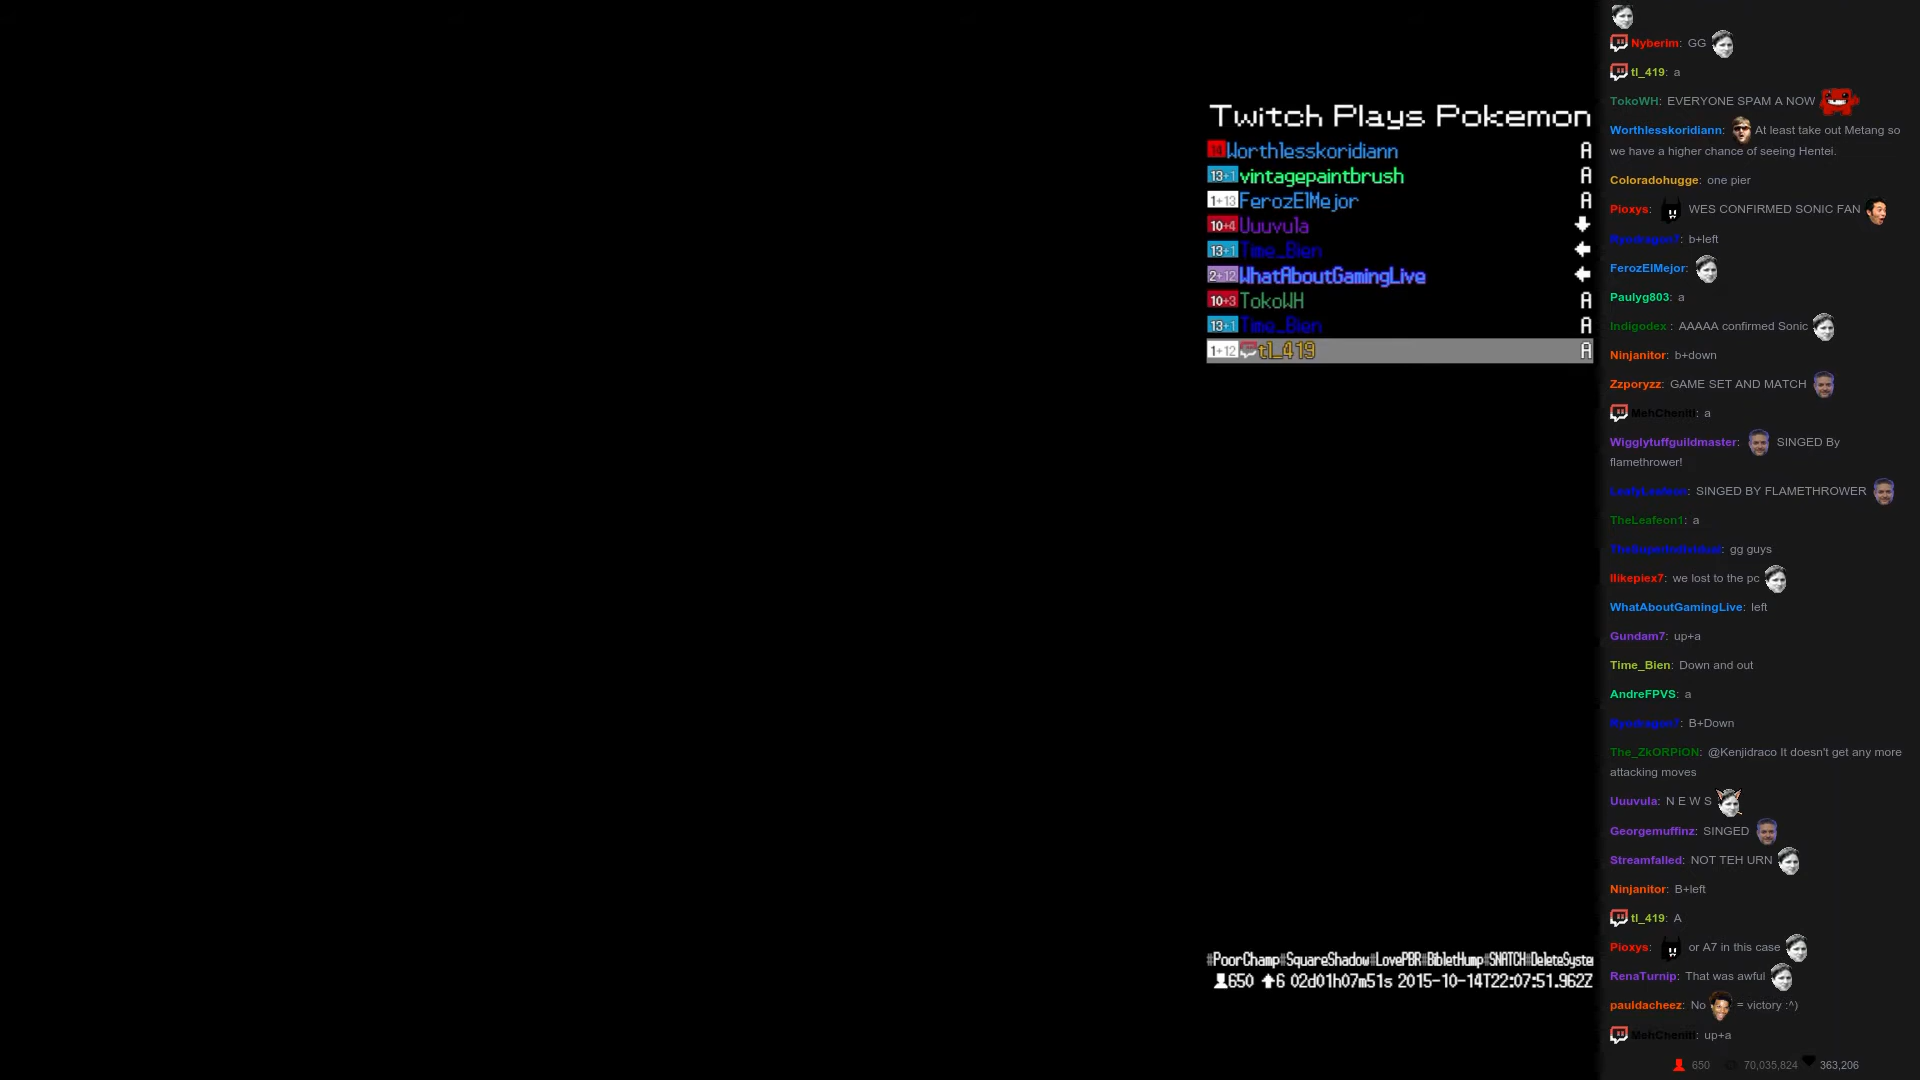 Twitch Plays Pokemon
14 Worthlesskoridiann A
13+1 vintagepaintbrush A
1+13 FerozElMejor A
10+4 Uuuvula
13+1 Time_Bien
2+12 WhatAboutGamingLive
10+3 TokoWH A
13+1 Time_Bien A
1+12 tl_419 A
#PoorChamp#SquareShadow#LovePBR#BibletHump#SNATCH#DeleteSyste
650 6 02d01h07m51s 2015-10-14T22:07:51.962Z
Nyberim: GG
tl_419: a
TokoWH: EVERYONE SPAM A NOW
Worthlesskoridiann: At least take out Metang so
we have a higher chance of seeing Hentei.
Coloradohugge: one pier
Pioxys: WES CONFIRMED SONIC FAN
b+left
FerozElMejor:
Paulyg803: a
Indigodex : AAAAA confirmed Sonic
Ninjanitor: b+down
Zzporyzz: GAME SET AND MATCH
: a
Wigglytuffguildmaster: SINGED By
flamethrower!
LeafyLeafeon: SINGED BY FLAMETHROWER
TheLeafeon1: a
gg guys
Ilikepiex7: we lost to the pc
WhatAboutGamingLive: left
Gundam7: up+a
Time_Bien: Down and out
AndreFPVS: a
B+Down
The_ZkORPION: @Kenjidraco It doesn't get any more
attacking moves
Uuuvula: N E W S
Georgemuffinz: SINGED
Streamfalled: NOT TEH URN
Ninjanitor: B+left
tl_419: A
Pioxys: or A7 in this case
RenaTurnip: That was awful
pauldacheez: No = victory :^)
: up+a
650 70,035,824 363,206